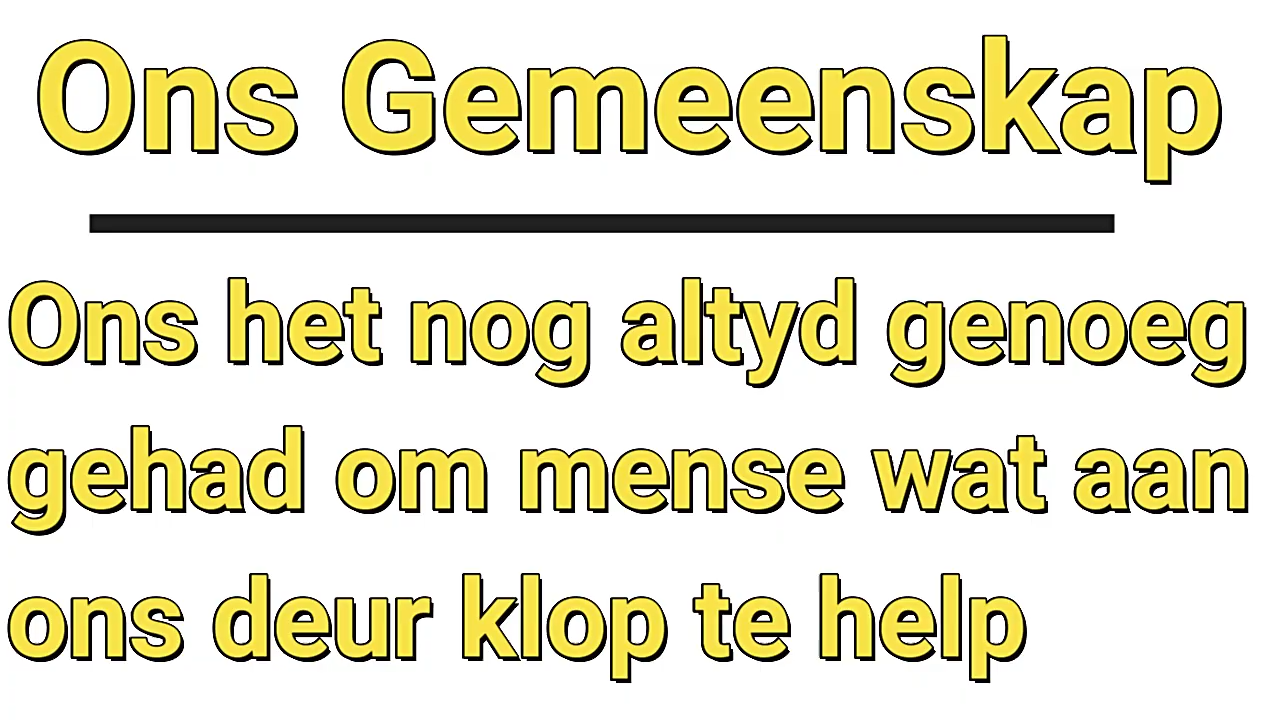 Ons Gemeenskap
Ons het nog altyd genoeg
gehad om mense wat aan
ons deur klop te help